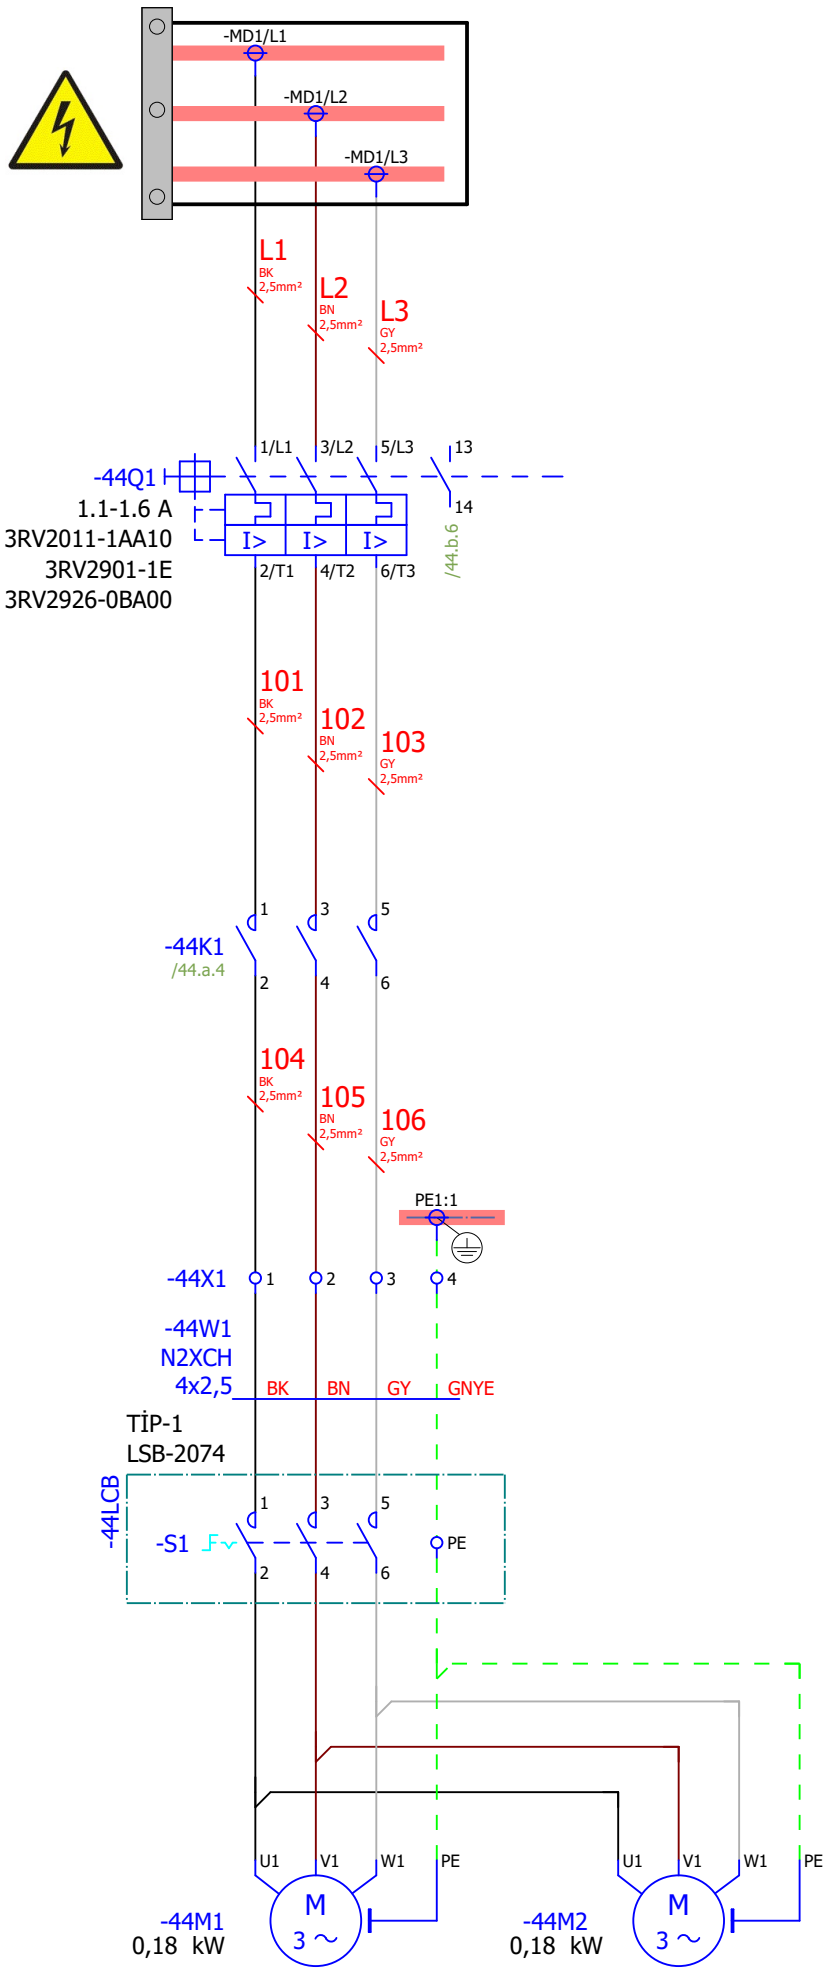 -MD1/L1
-MD1/L2
-MD1/L3
L1
BK
2,5mm²
L2
BN
2,5mm²
L3
GY
2,5mm²
1/L1 3/L2 5/L3 13
-44Q1
14
1.1-1.6 A
3RV2011-1AA10
I> I> I>
3RV2901-1E
2/T1 4/T2 6/T3
/44.b.6
3RV2926-0BA00
101
BK
2,5mm²
102
BN
2,5mm²
103
GY
2,5mm²
1 3 5
-44K1
/44.a.4
2 4 6
104
BK
2,5mm²
105
BN
2,5mm²
106
GY
2,5mm²
PE1:1
-44X1 1 2 3 4
-44W1
N2XCH
4x2,5 BK BN GY GNYE
TİP-1
LSB-2074
-44LCB
1 3 5
-S1 PE
2 4 6
U1 V1 W1 PE U1 V1 W1 PE
M M
-44M1 3 ~ -44M2 3 ~
0,18 kW 0,18 kW